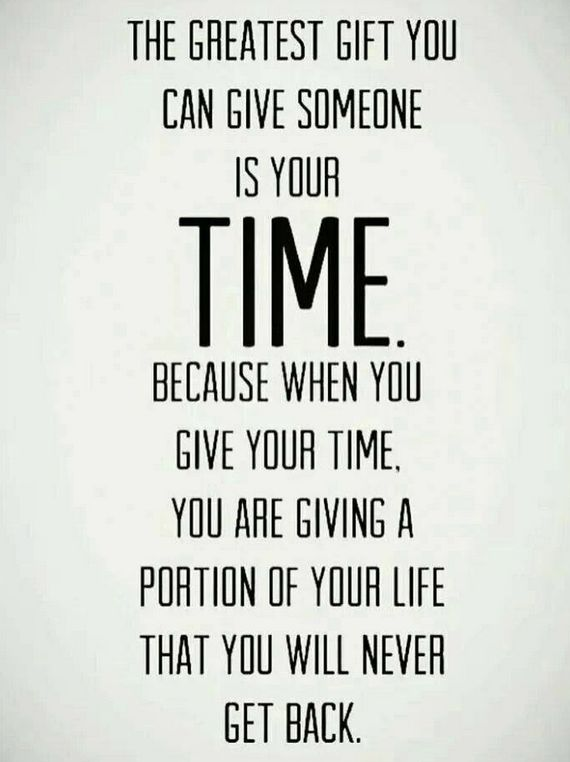 THE GREATEST GIFT YOU
CAN GIVE SOMEONE
IS YOUR
TIME.
BECAUSE WHEN YOU
GIVE YOUR TIME,
YOU ARE GIVING A
PORTION OF YOUR LIFE
THAT YOU WILL NEVER
GET BACK.